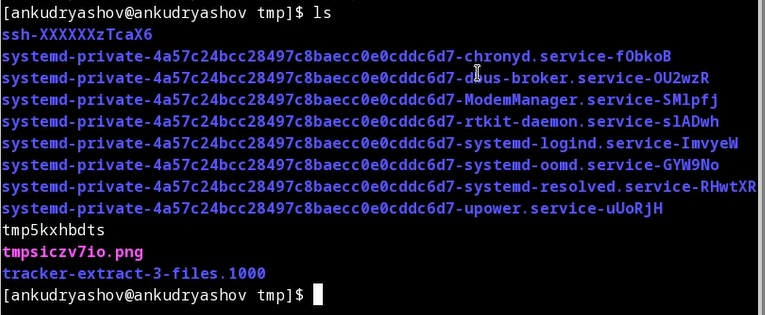 [ankudryashov@ankudryashov tmp]$ ls
ssh-XXXXXXzTcaX6
systemd-private-4a57c24bcc28497c8baecc0e0cddc6d7-chronyd.service-fObkoB
systemd-private-4a57c24bcc28497c8baecc0e0cddc6d7-dbus-broker.service-OU2wzR
systemd-private-4a57c24bcc28497c8baecc0e0cddc6d7-ModemManager.service-SMlpfj
systemd-private-4a57c24bcc28497c8baecc0e0cddc6d7-rtkit-daemon.service-slADwh
systemd-private-4a57c24bcc28497c8baecc0e0cddc6d7-systemd-logind.service-ImvyeW
systemd-private-4a57c24bcc28497c8baecc0e0cddc6d7-systemd-oomd.service-GYW9No
systemd-private-4a57c24bcc28497c8baecc0e0cddc6d7-systemd-resolved.service-RHwtXR
systemd-private-4a57c24bcc28497c8baecc0e0cddc6d7-upower.service-uUoRjH
tmp5kxhbdts
tmpsiczv7io.png
tracker-extract-3-files.1000
[ankudryashov@ankudryashov tmp]$